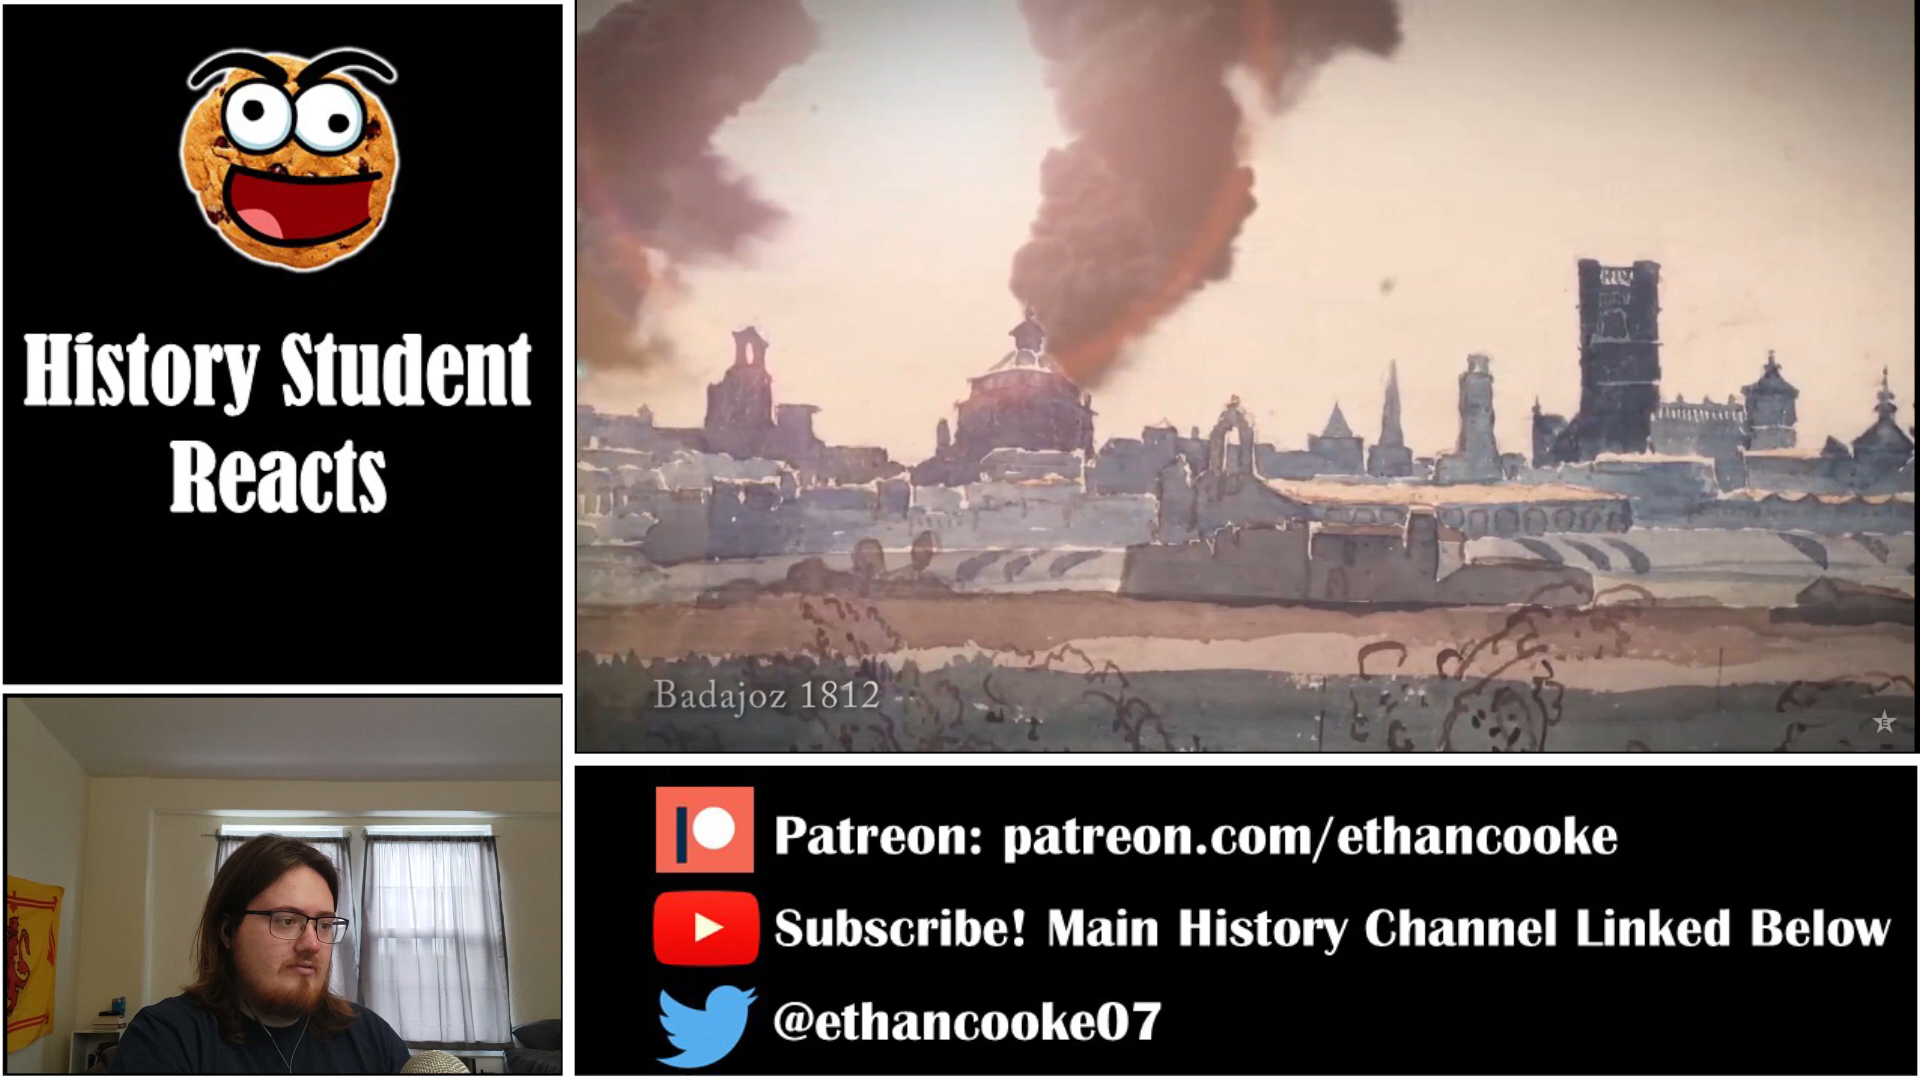 History Student
Reacts
Badajoz 1812
E
Patreon: patreon.com/ethancooke
Subscribe! Main History Channel Linked Below
@ethancooke07